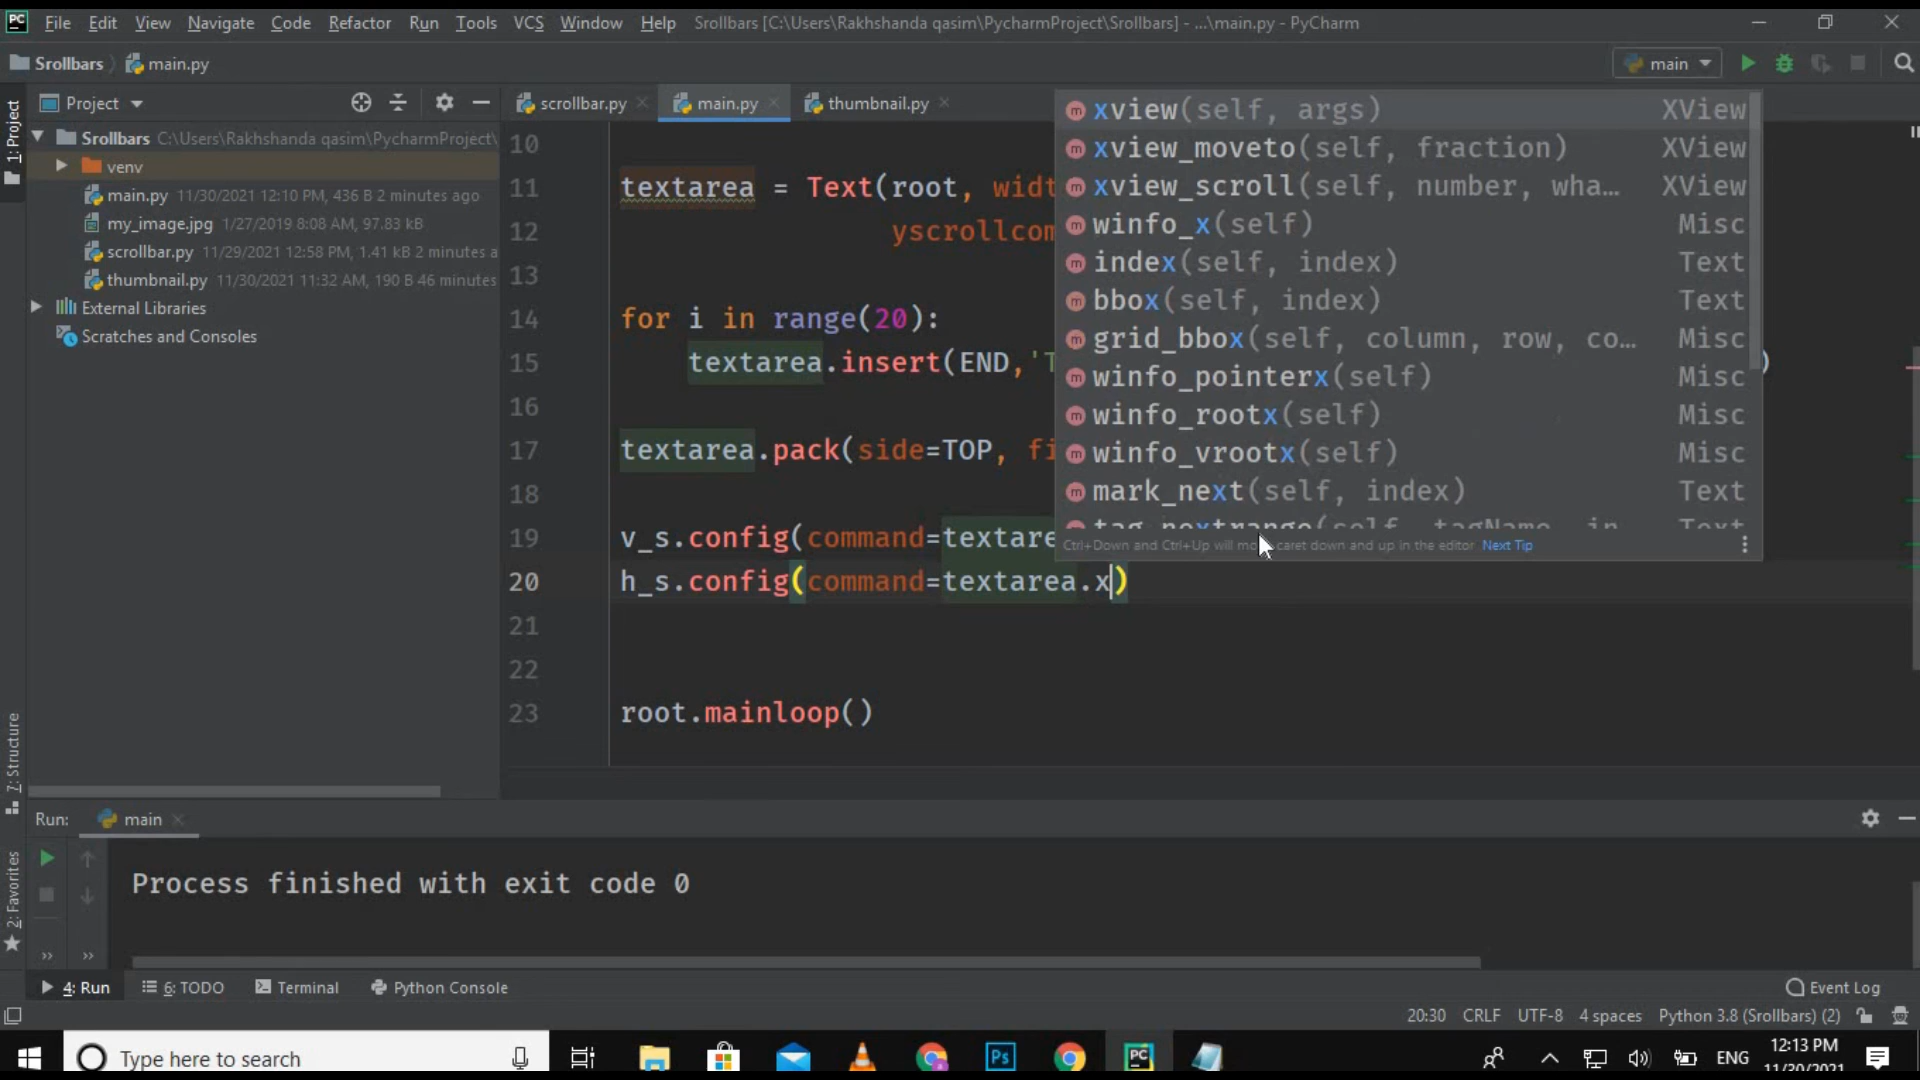 File Edit View Navigate Code Refactor Run Tools VCS Window Help Srollbars [C:\Users\Rakhshanda qasim\PycharmProject\Srollbars] - ...\main.py - PyCharm
Srollbars main.py
main
1: Project
Project
scrollbar.py main.py thumbnail.py
Srollbars C:\Users\Rakhshanda qasim\PycharmProject\
venv
main.py 11/30/2021 12:10 PM, 436 B 2 minutes ago
my_image.jpg 1/27/2019 8:08 AM, 97.83 kB
scrollbar.py 11/29/2021 12:58 PM, 1.41 kB 2 minutes a
thumbnail.py 11/30/2021 11:32 AM, 190 B 46 minutes
External Libraries
Scratches and Consoles
10
11 textarea = Text(root, widt
12 yscrollcom
13
14 for i in range(20):
15 textarea.insert(END,'T )
16
17 textarea.pack(side=TOP, fi
18
19 v_s.config(command=textare
20 h_s.config(command=textarea.x)
21
22
23 root.mainloop()
xview(self, args) XView
xview_moveto(self, fraction) XView
xview_scroll(self, number, wha… XView
winfo_x(self) Misc
index(self, index) Text
bbox(self, index) Text
grid_bbox(self, column, row, co… Misc
winfo_pointerx(self) Misc
winfo_rootx(self) Misc
winfo_vrootx(self) Misc
mark_next(self, index) Text
tag_nextrange(self, tagName, in Text
Ctrl+Down and Ctrl+Up will mo caret down and up in the editor Next Tip
7: Structure
2: Favorites
Run: main
Process finished with exit code 0
4: Run 6: TODO Terminal Python Console Event Log
20:30 CRLF UTF-8 4 spaces Python 3.8 (Srollbars) (2)
Type here to search
Ps
PC
ENG
12:13 PM
11/30/2021